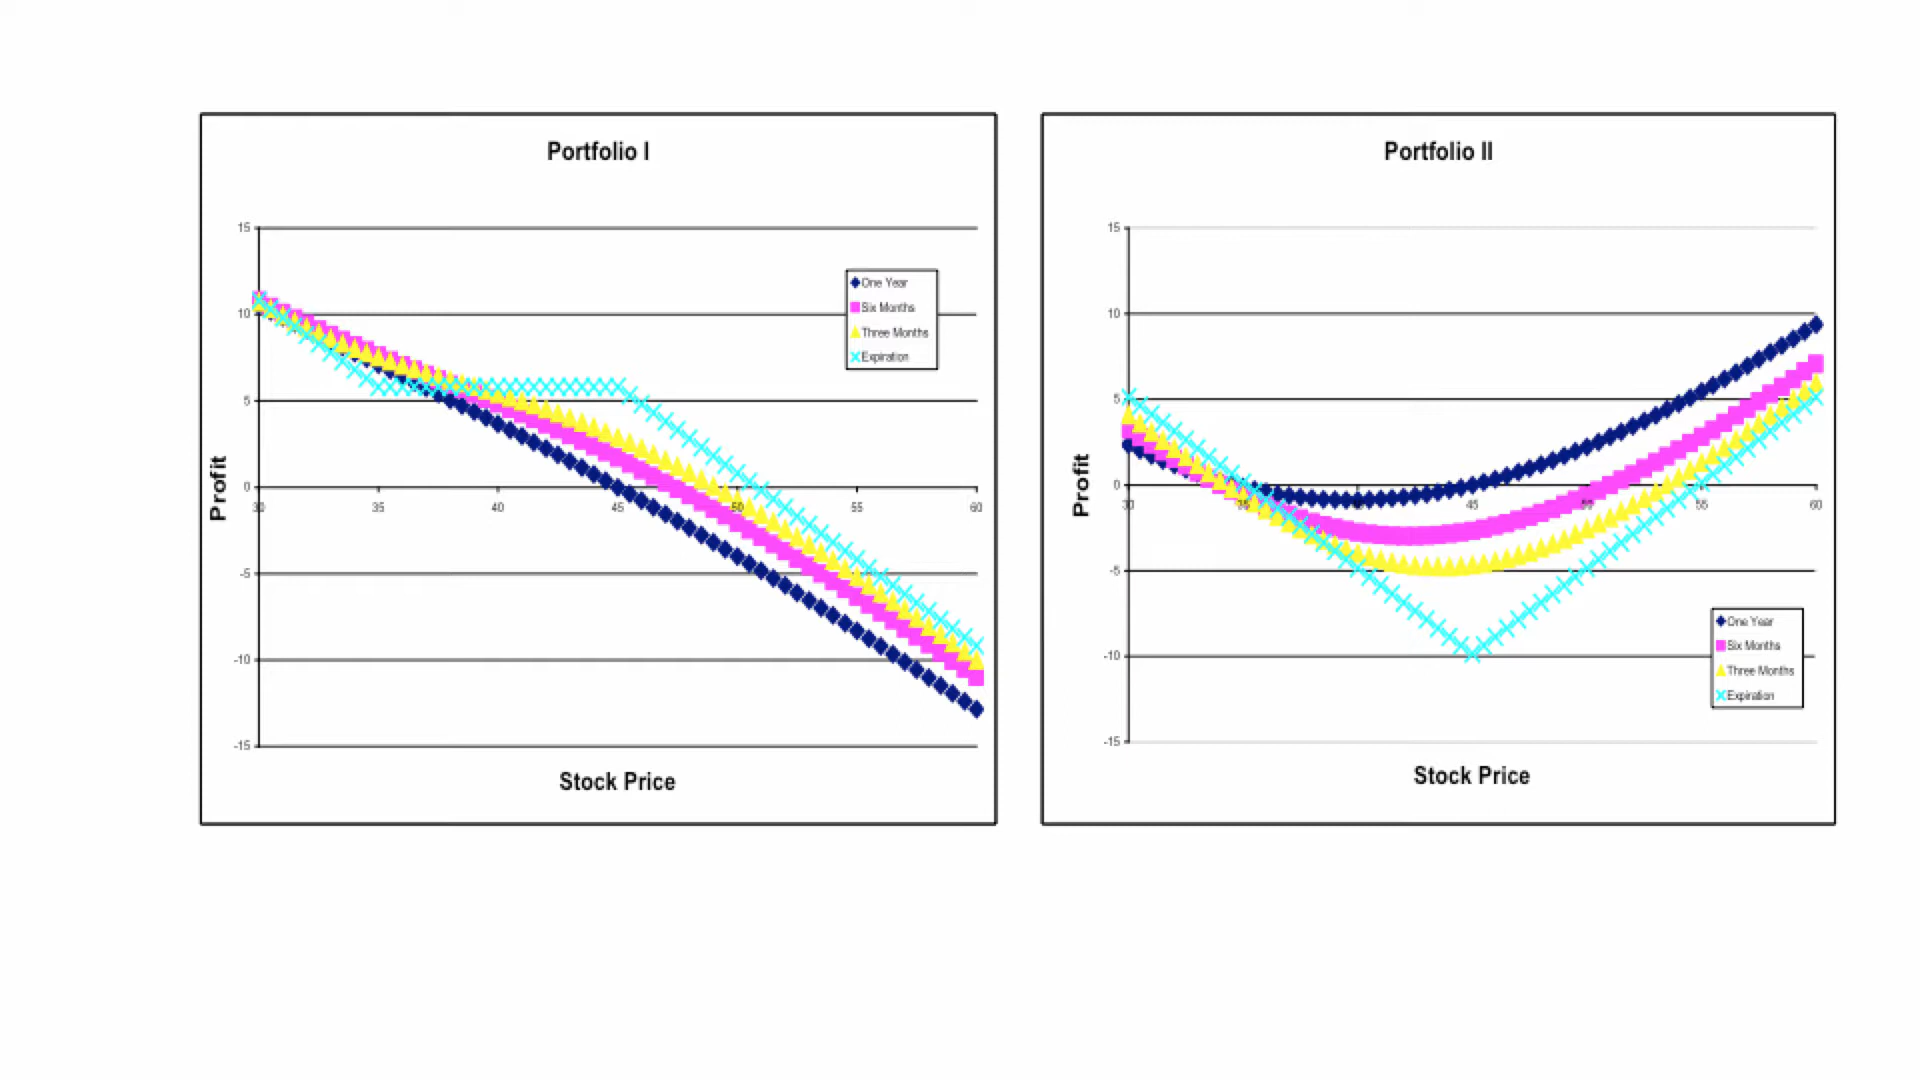 Portfolio I
15
10
5
0
-5
-10
-15
30
35
40
45
50
55
60
Profit
Stock Price
One Year
Six Months
Three Months
Expiration
Portfolio II
15
10
5
0
-5
-10
-15
30
45
50
55
60
Profit
Stock Price
One Year
Six Months
Three Months
Expiration